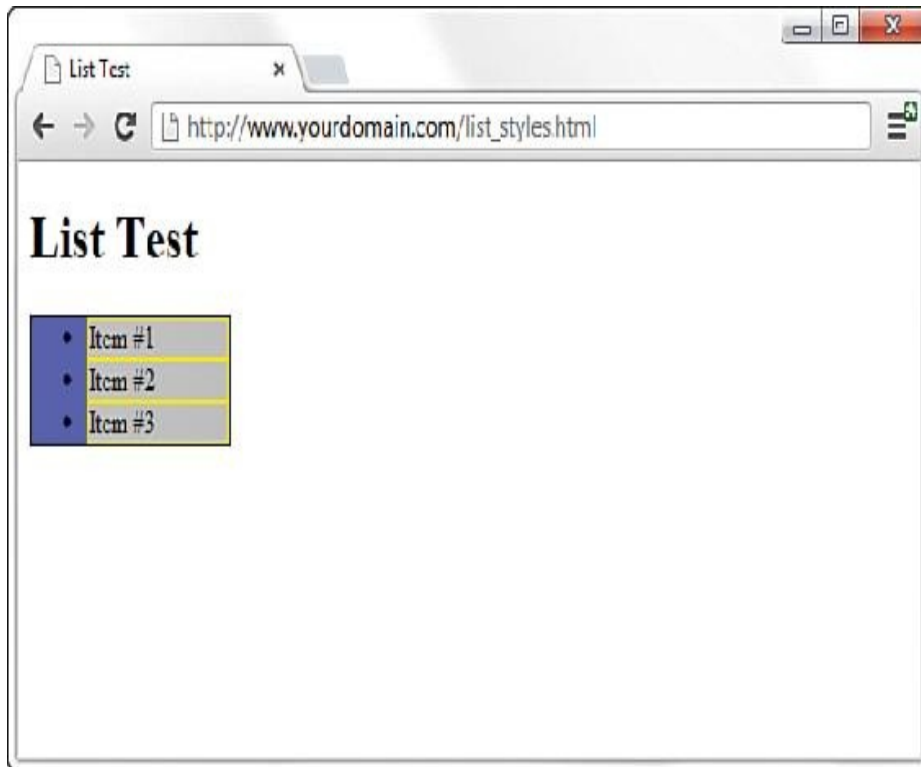 List Test
http://www.yourdomain.com/list_styles.html
List Test
• Item #1
• Item #2
• Item #3